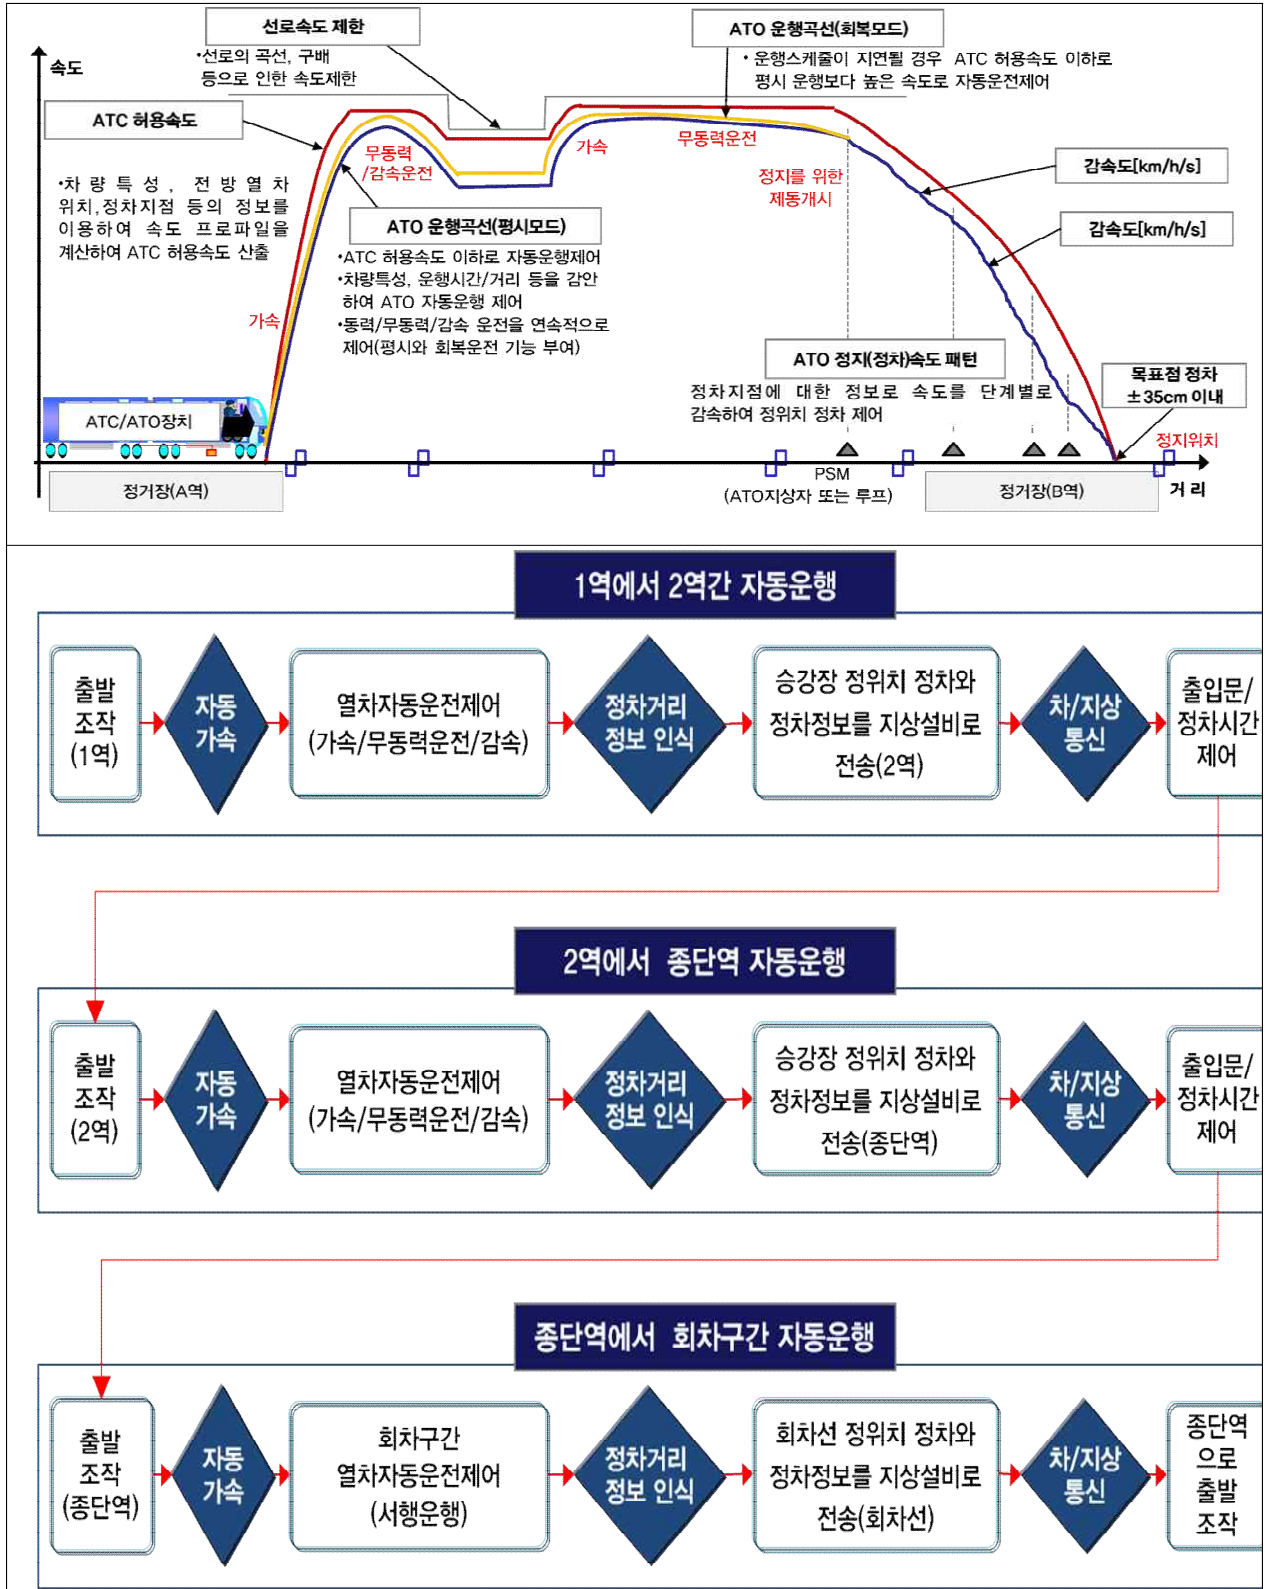 선로속도 제한
•선로의 곡선, 구배
등으로 인한 속도제한
ATO 운행곡선(회복모드)
• 운행스케줄이 지연될 경우 ATC 허용속도 이하로
평시 운행보다 높은 속도로 자동운전제어
속도
ATC 허용속도
•차량특성, 전방열차
위치,정차지점 등의 정보를
이용하여 속도 프로파일을
계산하여 ATC 허용속도 산출
무동력
/감속운전
가속
무동력운전
정지를 위한
제동개시
감속도[km/h/s]
감속도[km/h/s]
ATO 운행곡선(평시모드)
•ATC 허용속도 이하로 자동운행제어
•차량특성, 운행시간/거리 등을 감안
하여 ATO 자동운행 제어
•동력/무동력/감속 운전을 연속적으로
제어(평시와 회복운전 기능 부여)
가속
ATO 정지(정차)속도 패턴
정차지점에 대한 정보로 속도를 단계별로
감속하여 정위치 정차 제어
목표점 정차
±35cm 이내
ATC/ATO장치
정지위치
정거장(A역)
PSM
(ATO지상자 또는 루프)
정거장(B역)
거 리
1역에서 2역간 자동운행
출발
조작
(1역)
자동
가속
열차자동운전제어
(가속/무동력운전/감속)
정차거리
정보 인식
승강장 정위치 정차와
정차정보를 지상설비로
전송(2역)
차/지상
통신
출입문/
정차시간
제어
2역에서 종단역 자동운행
출발
조작
(2역)
자동
가속
열차자동운전제어
(가속/무동력운전/감속)
정차거리
정보 인식
승강장 정위치 정차와
정차정보를 지상설비로
전송(종단역)
차/지상
통신
출입문/
정차시간
제어
종단역에서 회차구간 자동운행
출발
조작
(종단역)
자동
가속
회차구간
열차자동운전제어
(서행운행)
정차거리
정보 인식
회차선 정위치 정차와
정차정보를 지상설비로
전송(회차선)
차/지상
통신
종단역
으로
출발
조작